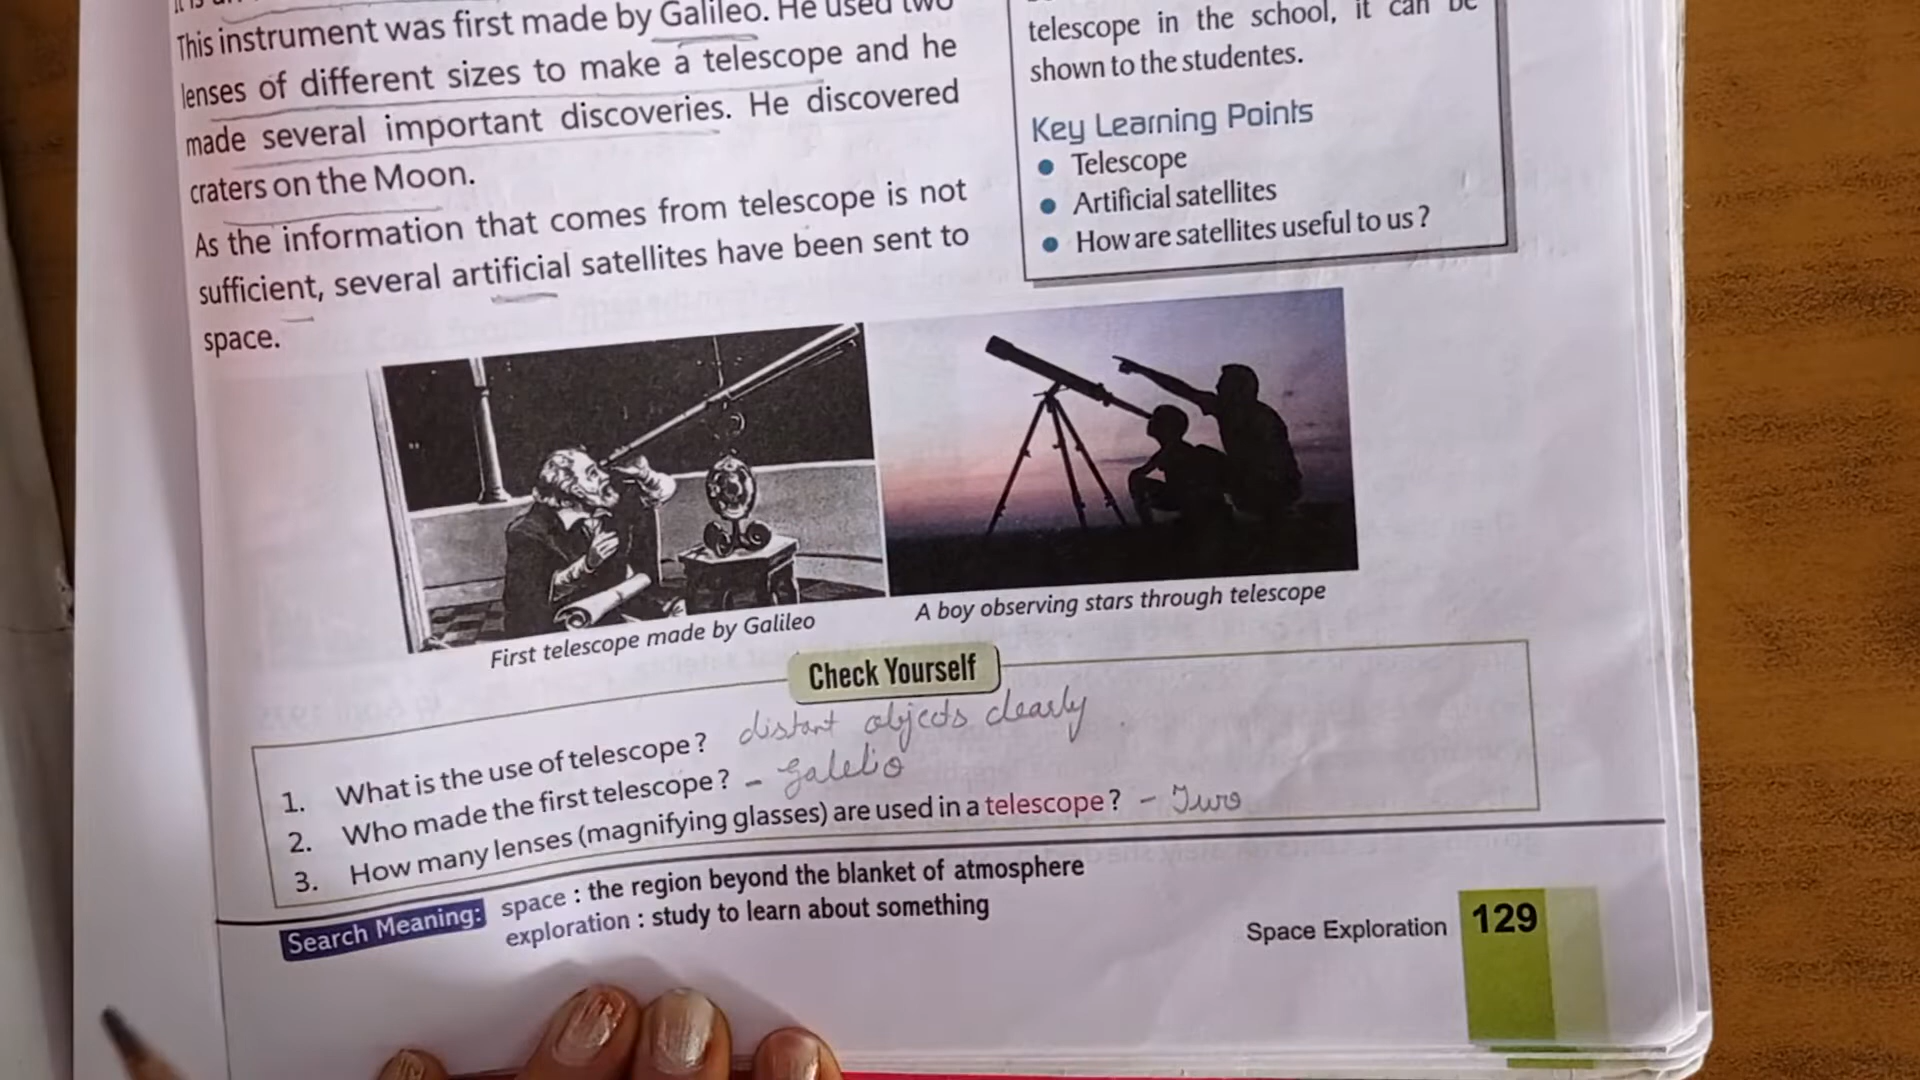 This instrument was first made by Galileo. He used two
lenses of different sizes to make a telescope and he
made several important discoveries. He discovered
craters on the Moon.
As the information that comes from telescope is not
sufficient, several artificial satellites have been sent to
space.
telescope in the school, it can be
shown to the studentes.
Key Learning Points
Telescope
Artificial satellites
How are satellites useful to us ?
First telescope made by Galileo
A boy observing stars through telescope
Check Yourself
1. What is the use of telescope ? distant objects clearly
2. Who made the first telescope ? - galelio
3. How many lenses (magnifying glasses) are used in a telescope ? - Two
Search Meaning: space : the region beyond the blanket of atmosphere
exploration : study to learn about something
Space Exploration 129